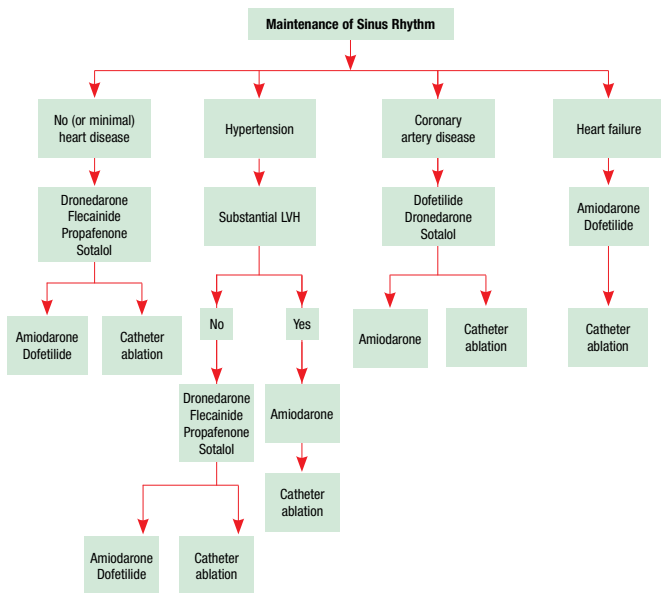 Maintenance of Sinus Rhythm
No (or minimal)
heart disease
Hypertension
Coronary
artery disease
Heart failure
Dronedarone
Flecainide
Propafenone
Sotalol
Substantial LVH
Dofetilide
Dronedarone
Sotalol
Amiodarone
Dofetilide
Amiodarone
Dofetilide
Catheter
ablation
No
Yes
Amiodarone
Catheter
ablation
Catheter
ablation
Dronedarone
Flecainide
Propafenone
Sotalol
Amiodarone
Catheter
ablation
Amiodarone
Dofetilide
Catheter
ablation